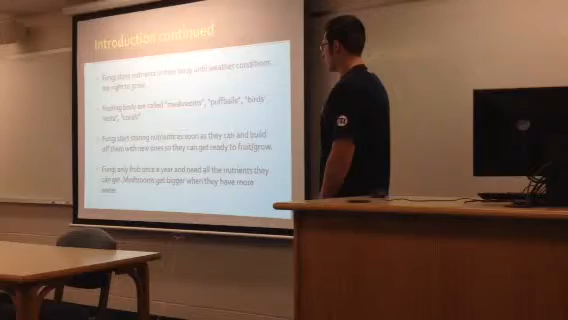 Introduction continued
Fungi store nutrients in their body until weather conditions
are right to grow.
Fruiting body are called "mushrooms", "puffballs", "birds'
nests", "corals"
Fungi start storing nutrients as soon as they can and build
off them with new ones so they can get ready to fruit/grow.
Fungi only fruit once a year and need all the nutrients they
can get. Mushrooms get bigger when they have more